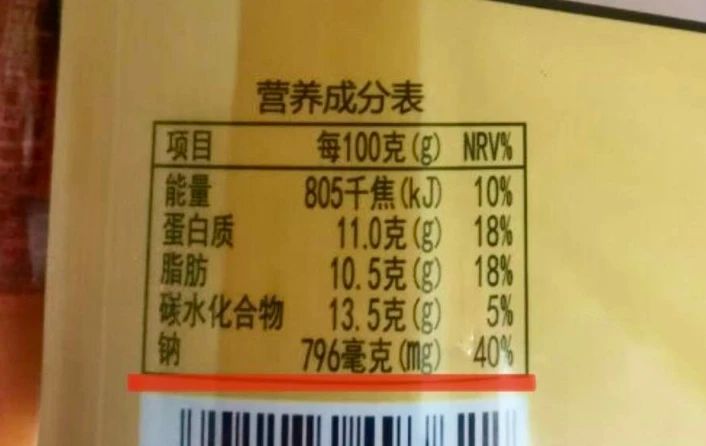 营养成分表
项目 每100克(g) NRV%
能量 805千焦(kJ) 10%
蛋白质 11.0克(g) 18%
脂肪 10.5克(g) 18%
碳水化合物 13.5克(g) 5%
钠 796毫克(mg) 40%